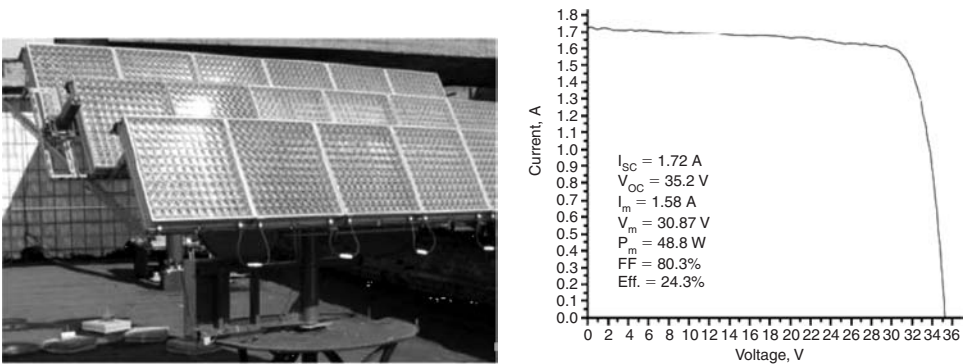 1.8
1.7
1.6
1.5
1.4
1.3
1.2
1.1
1.0
0.9
0.8
0.7
0.6
0.5
0.4
0.3
0.2
0.1
0.0
Current, A
I_SC = 1.72 A
V_OC = 35.2 V
I_m = 1.58 A
V_m = 30.87 V
P_m = 48.8 W
FF = 80.3%
Eff. = 24.3%
0 2 4 6 8 10 12 14 16 18 20 22 24 26 28 30 32 34 36
Voltage, V